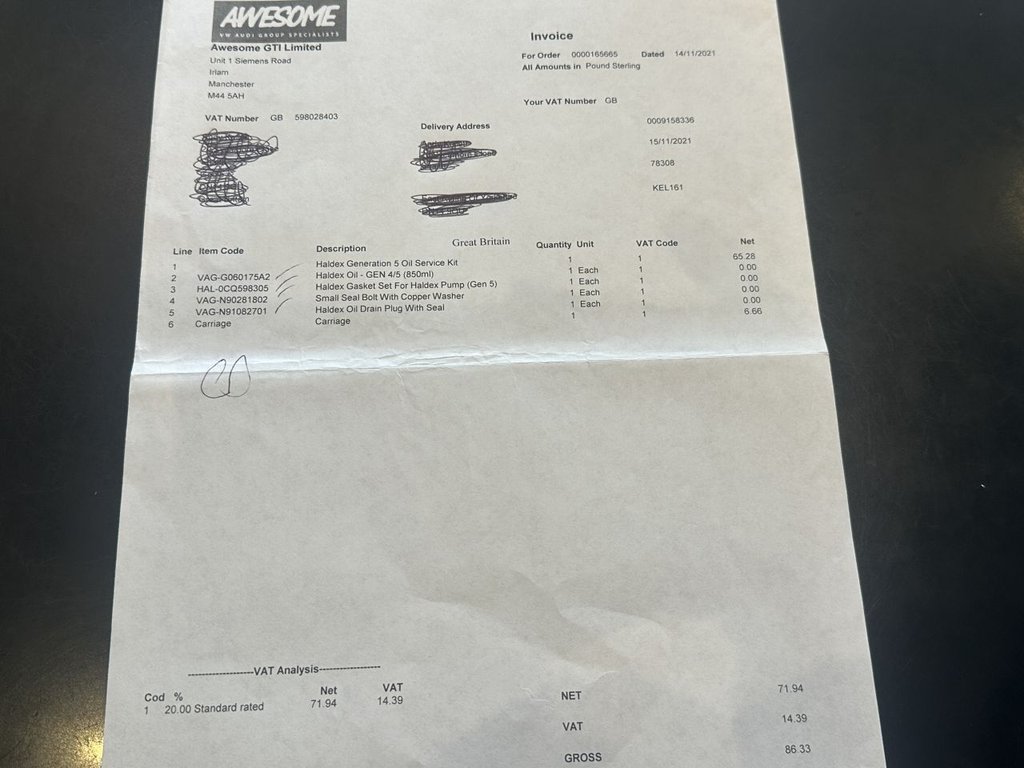 AWESOME
VW AUDI GROUP SPECIALISTS
Awesome GTI Limited
Unit 1 Siemens Road
Irlam
Manchester
M44 5AH
VAT Number GB 598028403
Invoice
For Order 0000165665 Dated 14/11/2021
All Amounts in Pound Sterling
Your VAT Number GB
0009158336
15/11/2021
78308
KEL161
Delivery Address
Great Britain
Line Item Code Description Quantity Unit VAT Code Net
1 Haldex Generation 5 Oil Service Kit 1 1 65.28
2 VAG-G060175A2 Haldex Oil - GEN 4/5 (850ml) 1 Each 1 0.00
3 HAL-0CQ598305 Haldex Gasket Set For Haldex Pump (Gen 5) 1 Each 1 0.00
4 VAG-N90281802 Small Seal Bolt With Copper Washer 1 Each 1 0.00
5 VAG-N91082701 Haldex Oil Drain Plug With Seal 1 Each 1 0.00
6 Carriage Carriage 1 1 6.66
VAT Analysis
Cod % Net VAT
1 20.00 Standard rated 71.94 14.39
NET 71.94
VAT 14.39
GROSS 86.33